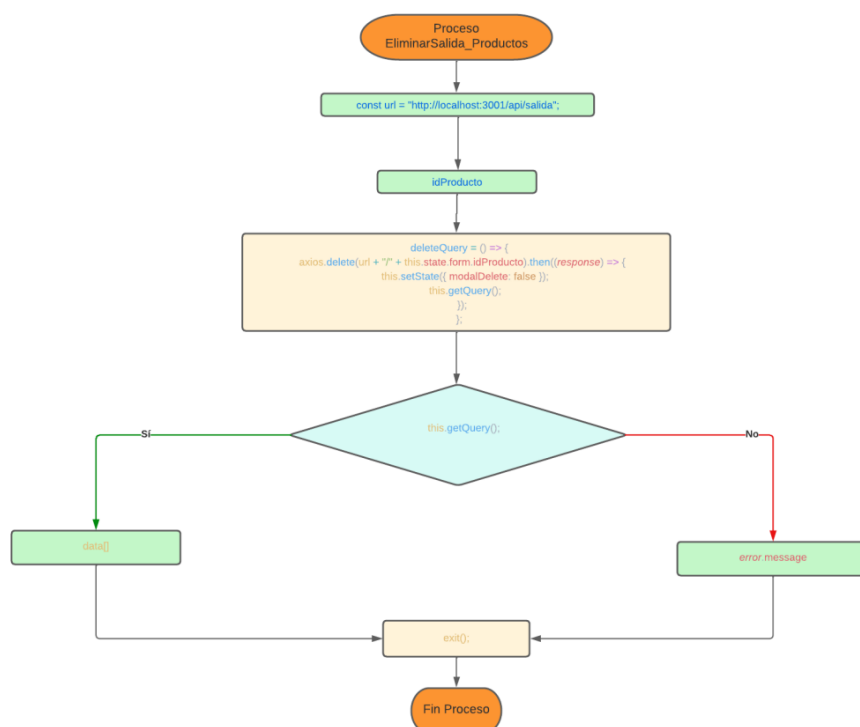 Proceso
EliminarSalida_Productos
const url = "http://localhost:3001/api/salida";
idProducto
deleteQuery = () => {
axios.delete(url + "/" + this.state.form.idProducto).then((response) => {
this.setState({ modalDelete: false });
this.getQuery();
});
};
this.getQuery();
Sí
No
data[]
error.message
exit();
Fin Proceso